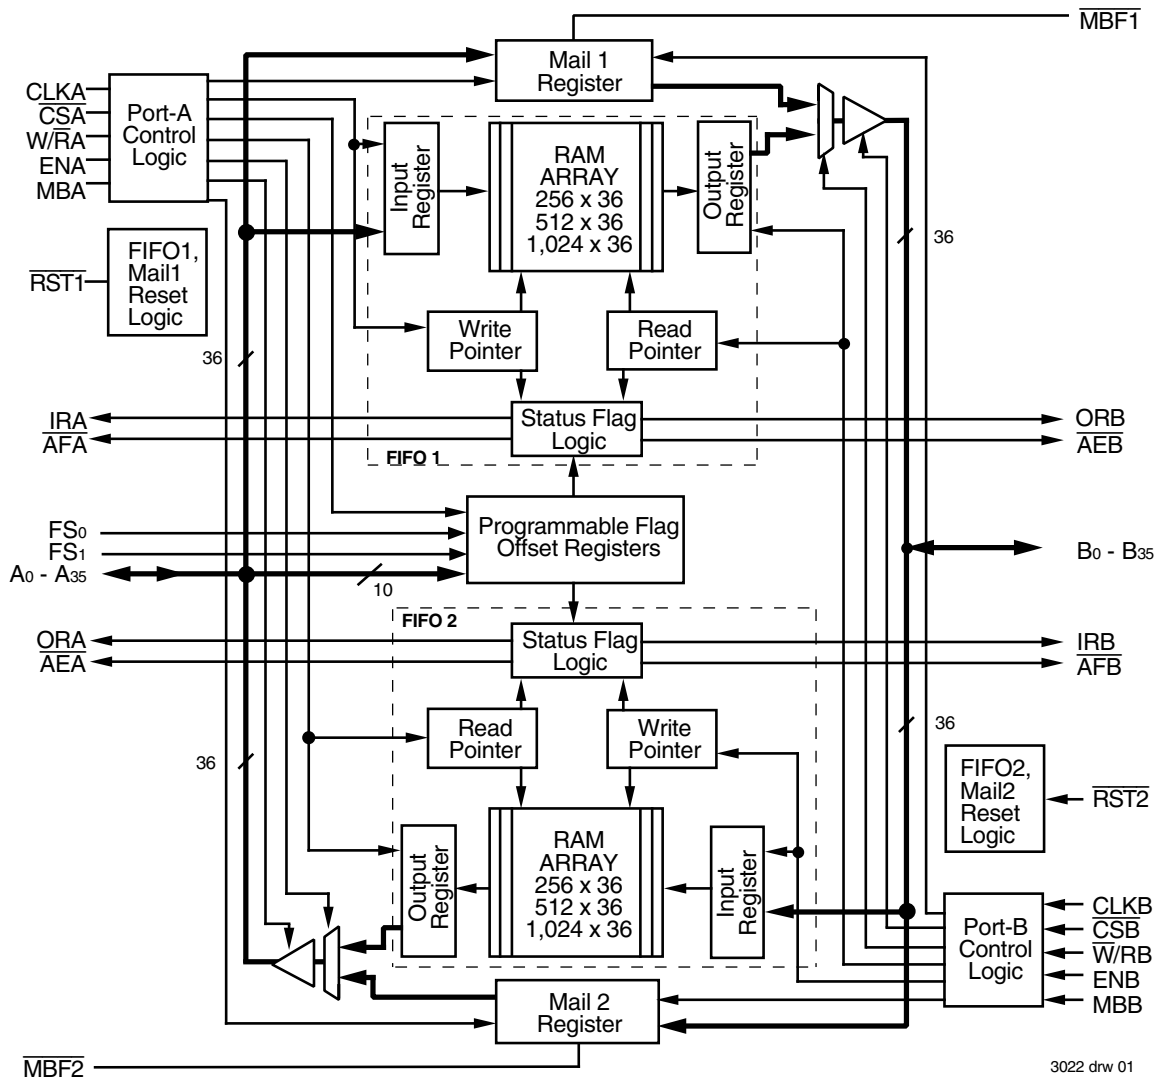 MBF1
Mail 1
Register
CLKA
CSA
W/RA
ENA
MBA
Port-A
Control
Logic
Input
Register
RAM
ARRAY
256 x 36
512 x 36
1,024 x 36
Output
Register
36
RST1
FIFO1,
Mail1
Reset
Logic
Write
Pointer
Read
Pointer
36
IRA
AFA
Status Flag
Logic
ORB
AEB
FIFO 1
FS0
FS1
A0 - A35
Programmable Flag
Offset Registers
10
B0 - B35
FIFO 2
ORA
AEA
Status Flag
Logic
IRB
AFB
Read
Pointer
Write
Pointer
36
36
FIFO2,
Mail2
Reset
Logic
RST2
Output
Register
RAM
ARRAY
256 x 36
512 x 36
1,024 x 36
Input
Register
Port-B
Control
Logic
CLKB
CSB
W/RB
ENB
MBB
Mail 2
Register
MBF2
3022 drw 01